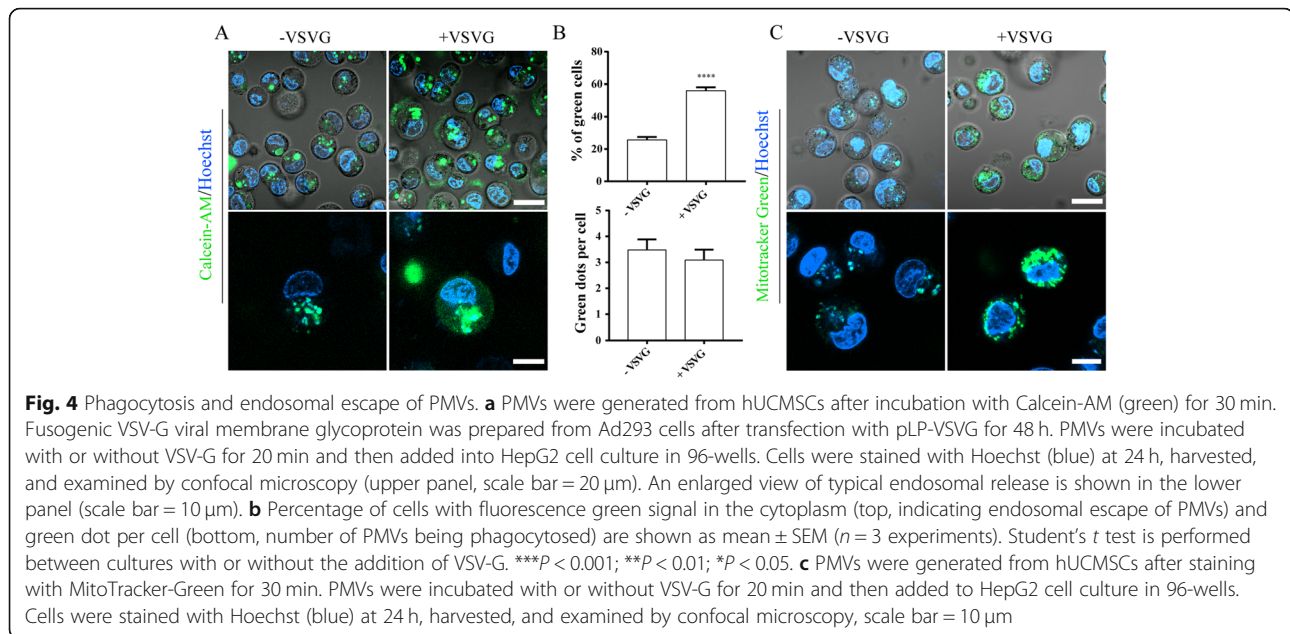 A
-VSVG
+VSVG
Calcein-AM/Hoechst
B
% of green cells
80
60
40
20
0
****
- VSVG
+ VSVG
Green dots per cell
5
4
3
2
1
0
- VSVG
+ VSVG
C
-VSVG
+VSVG
Mitotracker Green/Hoechst
Fig. 4 Phagocytosis and endosomal escape of PMVs. a PMVs were generated from hUCMSCs after incubation with Calcein-AM (green) for 30 min.
Fusogenic VSV-G viral membrane glycoprotein was prepared from Ad293 cells after transfection with pLP-VSVG for 48 h. PMVs were incubated
with or without VSV-G for 20 min and then added into HepG2 cell culture in 96-wells. Cells were stained with Hoechst (blue) at 24 h, harvested,
and examined by confocal microscopy (upper panel, scale bar = 20 μm). An enlarged view of typical endosomal release is shown in the lower
panel (scale bar = 10 μm). b Percentage of cells with fluorescence green signal in the cytoplasm (top, indicating endosomal escape of PMVs) and
green dot per cell (bottom, number of PMVs being phagocytosed) are shown as mean ± SEM (n = 3 experiments). Student's t test is performed
between cultures with or without the addition of VSV-G. ***P < 0.001; **P < 0.01; *P < 0.05. c PMVs were generated from hUCMSCs after staining
with MitoTracker-Green for 30 min. PMVs were incubated with or without VSV-G for 20 min and then added to HepG2 cell culture in 96-wells.
Cells were stained with Hoechst (blue) at 24 h, harvested, and examined by confocal microscopy, scale bar = 10 μm